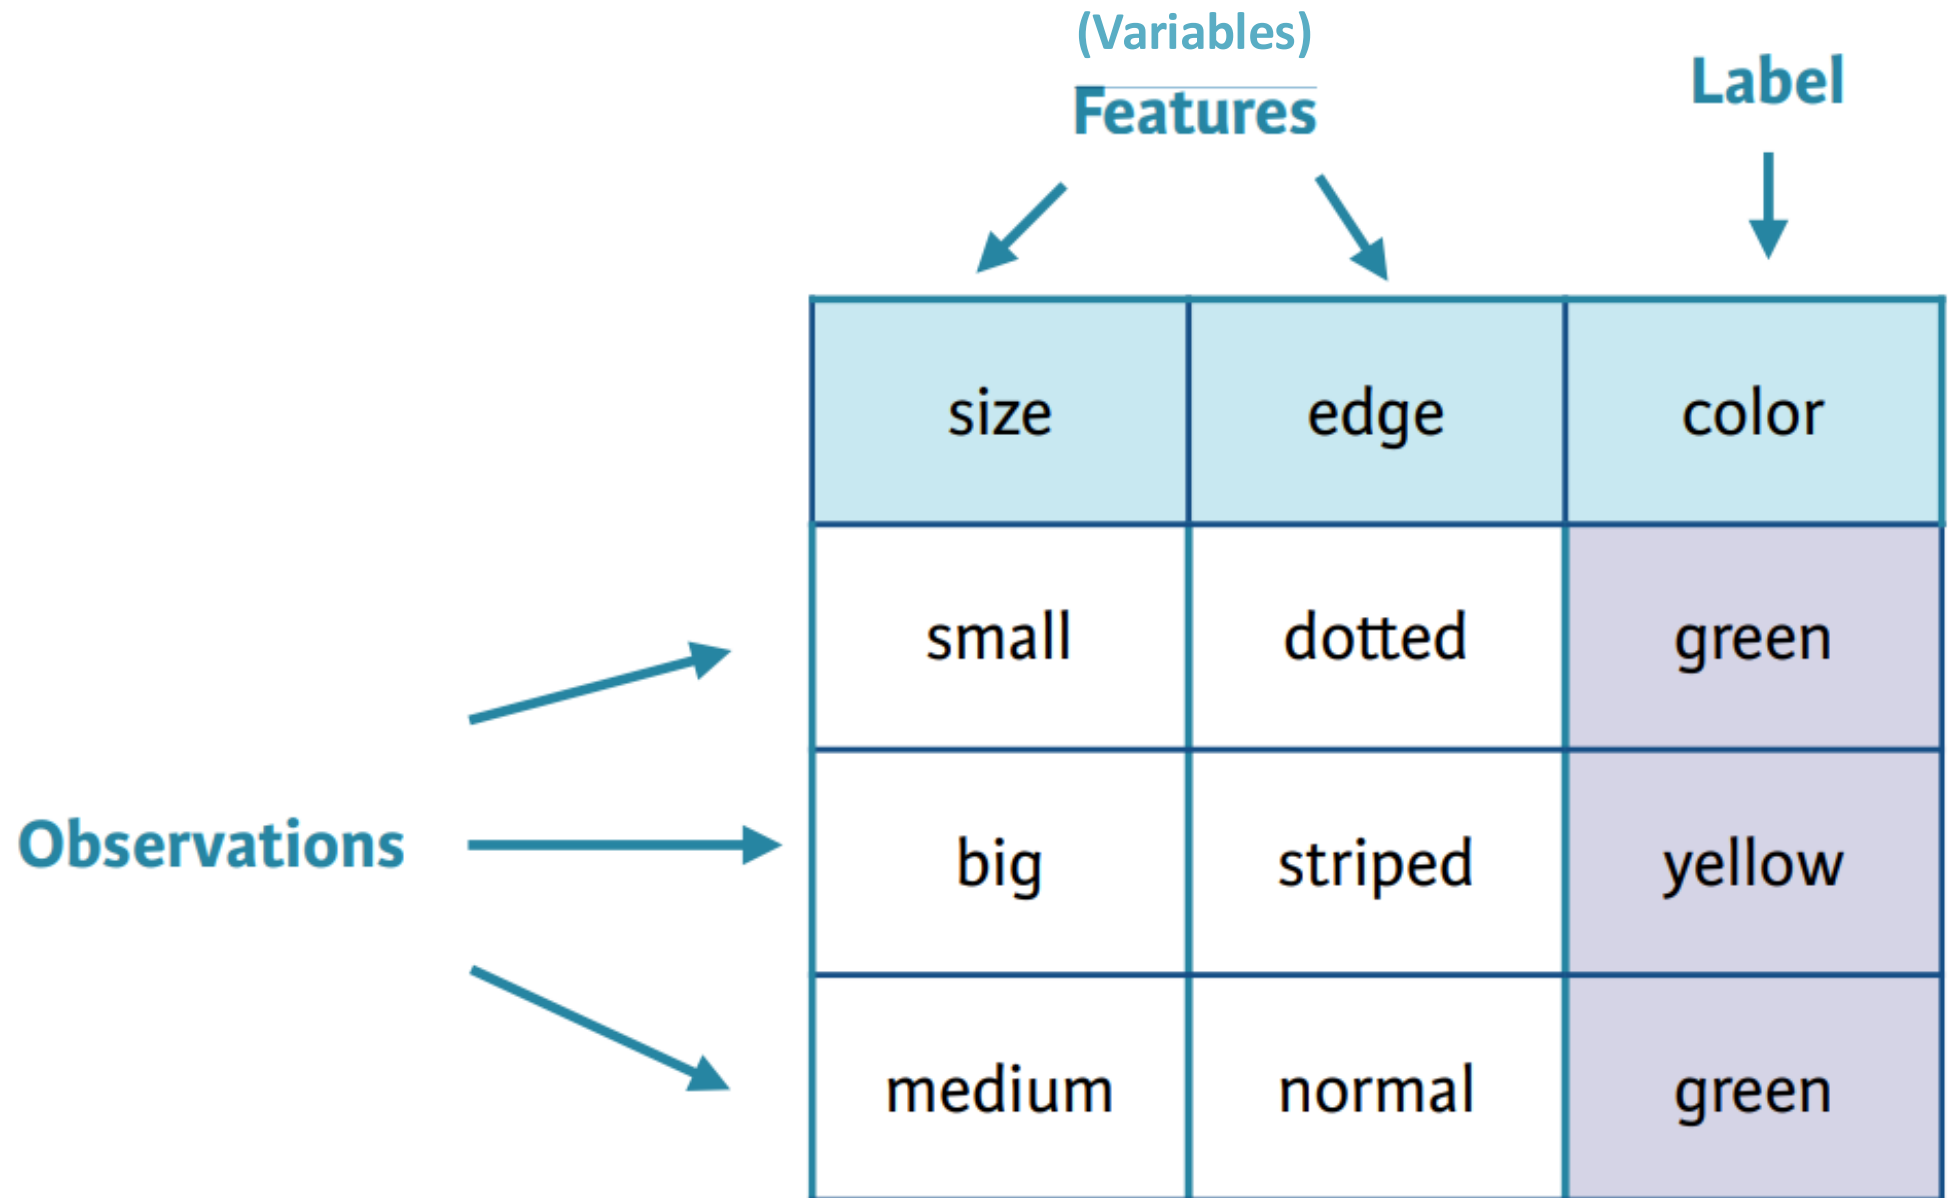 (Variables)
Features
Label
size edge color
small dotted green
Observations
big striped yellow
medium normal green